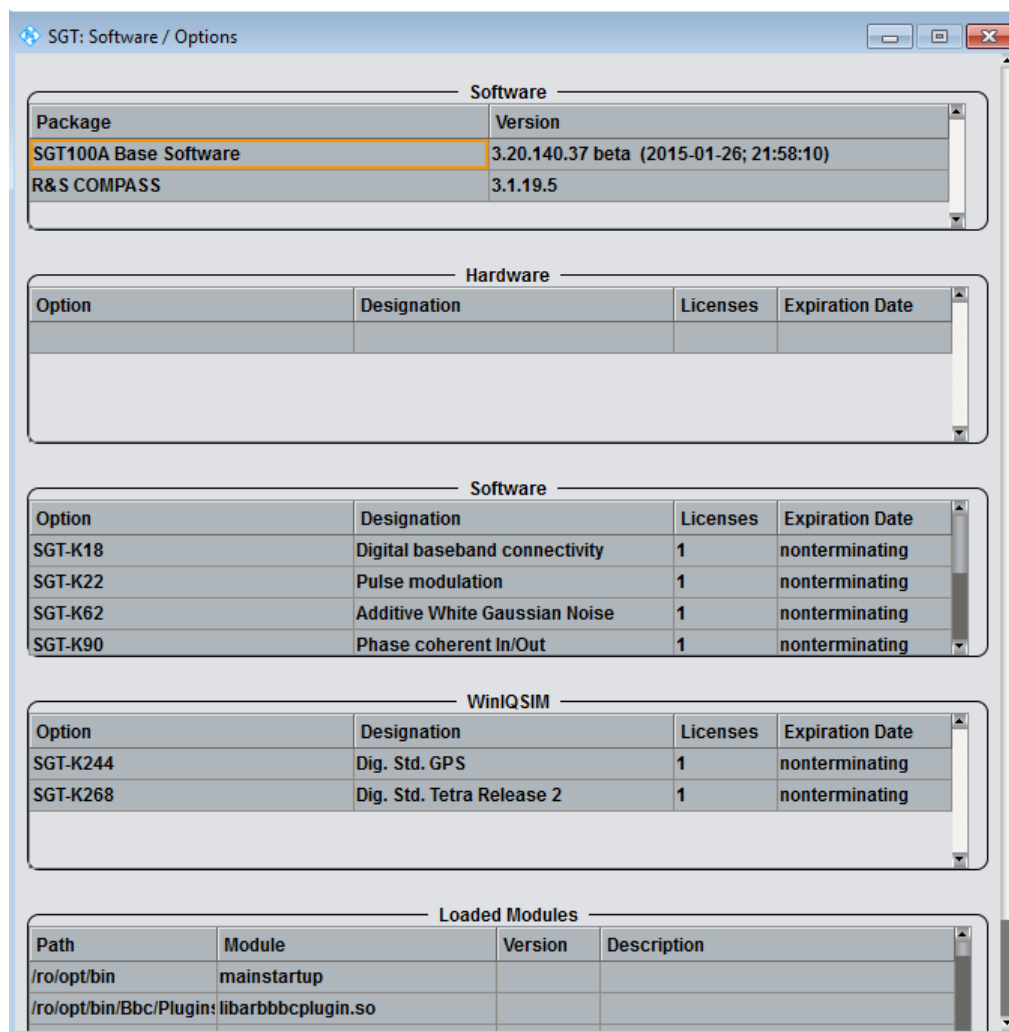 SGT: Software / Options
Software
Package Version
SGT100A Base Software 3.20.140.37 beta (2015-01-26; 21:58:10)
R&S COMPASS 3.1.19.5
Hardware
Option Designation Licenses Expiration Date
Software
Option Designation Licenses Expiration Date
SGT-K18 Digital baseband connectivity 1 nonterminating
SGT-K22 Pulse modulation 1 nonterminating
SGT-K62 Additive White Gaussian Noise 1 nonterminating
SGT-K90 Phase coherent In/Out 1 nonterminating
WinIQSIM
Option Designation Licenses Expiration Date
SGT-K244 Dig. Std. GPS 1 nonterminating
SGT-K268 Dig. Std. Tetra Release 2 1 nonterminating
Loaded Modules
Path Module Version Description
/ro/opt/bin mainstartup
/ro/opt/bin/Bbc/Plugins libarbbbcplugin.so